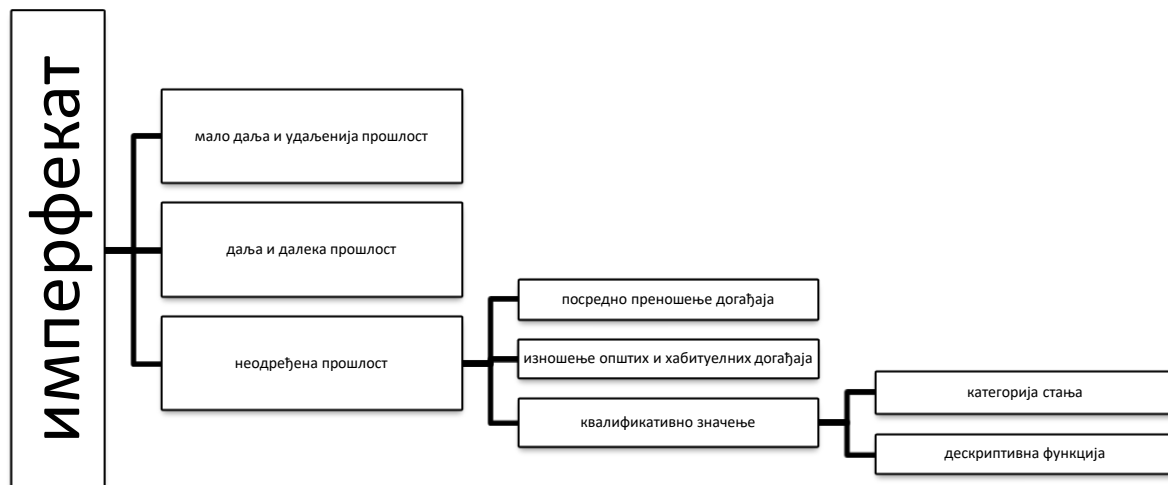 имперфекат
мало даља и удаљенија прошлост
даља и далека прошлост
неодређена прошлост
посредно преношење догађаја
изношење општих и хабитуелних догађаја
квалификативно значење
категорија стања
дескриптивна функција